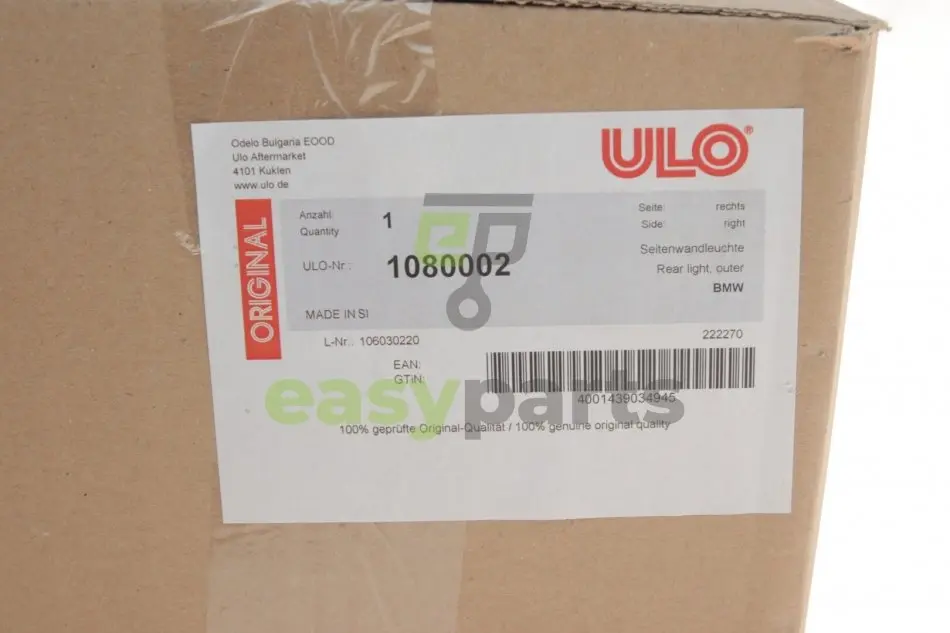 Odelo Bulgaria EOOD
Ulo Aftermarket
4101 Kuklen
www.ulo.de
ULO®
ORIGINAL
Anzahl: 1
Quantity
Seite: rechts
Side: right
ULO-Nr.: 1080002
Seitenwandleuchte
Rear light, outer
BMW
MADE IN SI
L-Nr.: 106030220
222270
EAN:
GTIN:
4001439034945
easyparts
100% geprüfte Original-Qualität / 100% genuine original quality